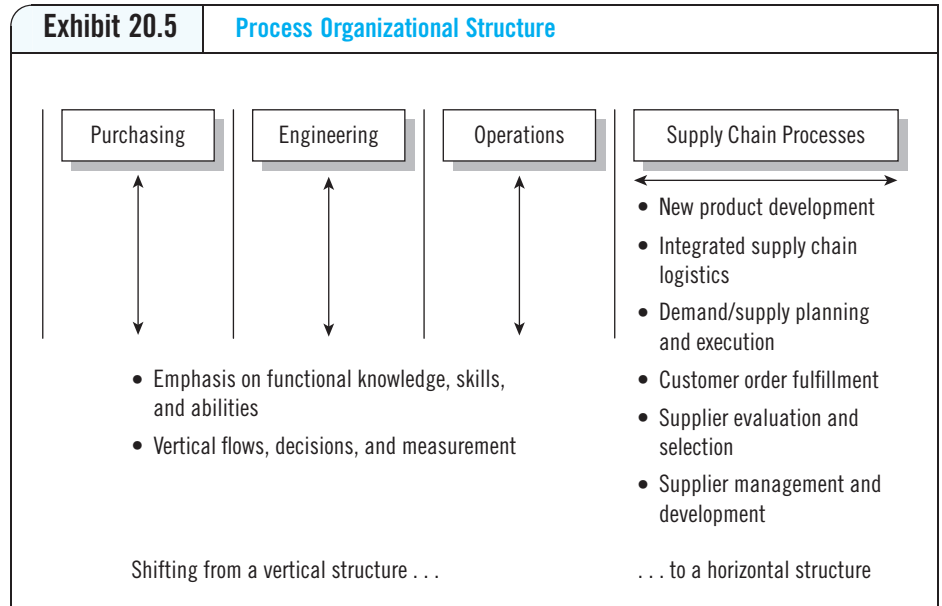 Exhibit 20.5
Process Organizational Structure
Purchasing
Engineering
Operations
Supply Chain Processes
• New product development
• Integrated supply chain
logistics
• Demand/supply planning
and execution
• Customer order fulfillment
• Supplier evaluation and
selection
• Supplier management and
development
• Emphasis on functional knowledge, skills,
and abilities
• Vertical flows, decisions, and measurement
Shifting from a vertical structure . . .
. . . to a horizontal structure